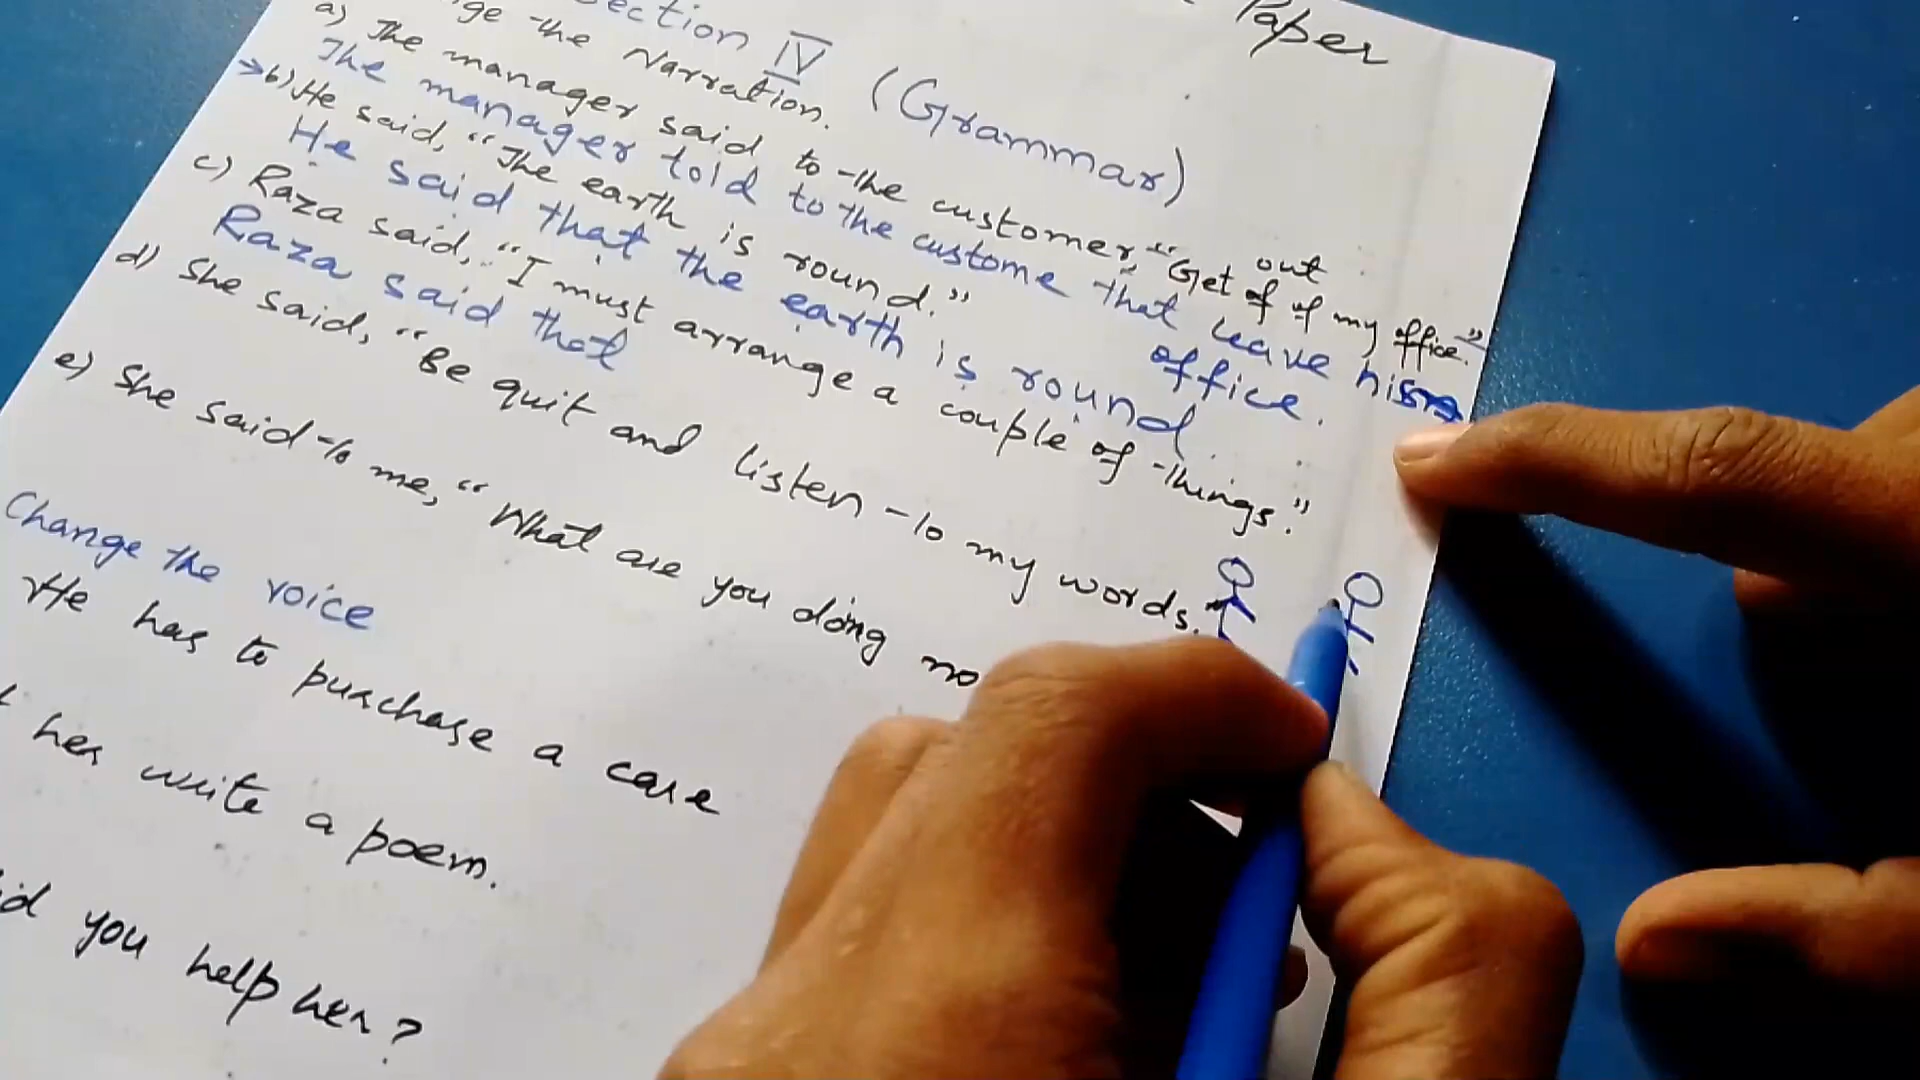 Paper
Section IV (Grammar)
the Narration.
a) The manager said to the customer, "Get of out of my office."
The manager told to the custome that leave his
office.
b) He said, "The earth is round."
He said that the earth is round
c) Raza said, "I must arrange a couple of things."
Raza said that
d) She said, "Be quit and listen to my words.
e) She said to me, "What are you doing no
Change the voice
He has to purchase a case
her write a poem.
id you help her?